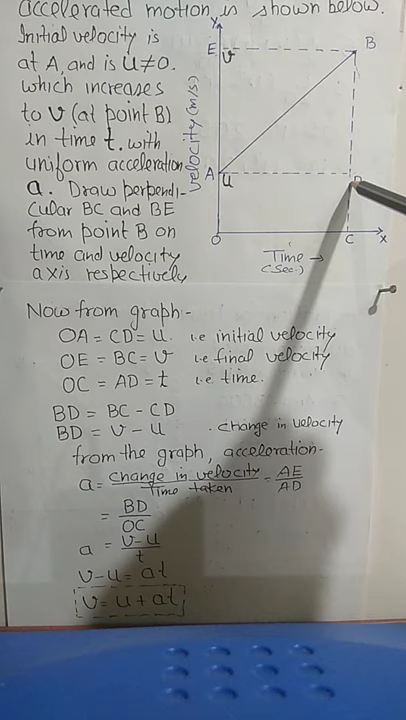 accelerated motion is shown below.
Initial velocity is
at A, and is u≠0.
which increases
to v (at point B)
in time t. with
uniform acceleration
a. Draw perpendi-
cular BC and BE
from point B on
time and velocity
axis respectively
Y
E v B
velocity (m/s)
A u D
O C X
Time →
(Sec.)
Now from graph-
OA = CD = u. i.e initial velocity
OE = BC = v i.e final velocity
OC = AD = t i.e time.
BD = BC - CD
BD = v - u . change in velocity
from the graph, acceleration-
a = change in velocity / Time taken = AE / AD
= BD / OC
a = v-u / t
v-u = at
v = u + at